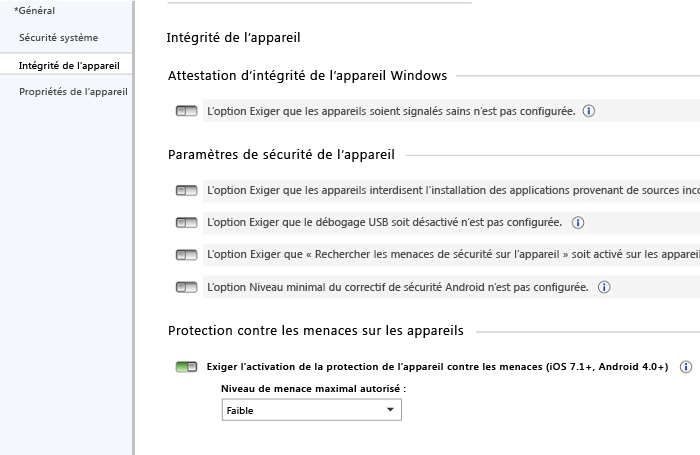 *Général
Sécurité système
Intégrité de l'appareil
Propriétés de l'appareil
Intégrité de l'appareil
Attestation d'intégrité de l'appareil Windows
L'option Exiger que les appareils soient signalés sains n'est pas configurée.
Paramètres de sécurité de l'appareil
L'option Exiger que les appareils interdisent l'installation des applications provenant de sources
L'option Exiger que le débogage USB soit désactivé n'est pas configurée.
L'option Exiger que « Rechercher les menaces de sécurité sur l'appareil » soit activé sur les
L'option Niveau minimal du correctif de sécurité Android n'est pas configurée.
Protection contre les menaces sur les appareils
Exiger l'activation de la protection de l'appareil contre les menaces (iOS 7.1+, Android 4.0+)
Niveau de menace maximal autorisé :
Faible